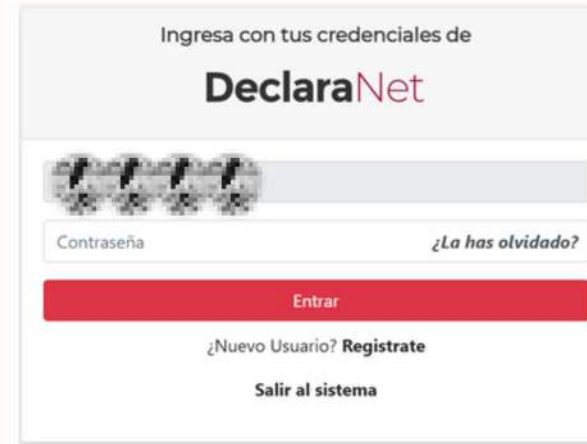 Ingresa con tus credenciales de
DeclaraNet
Contraseña ¿La has olvidado?
Entrar
¿Nuevo Usuario? Registrate
Salir al sistema